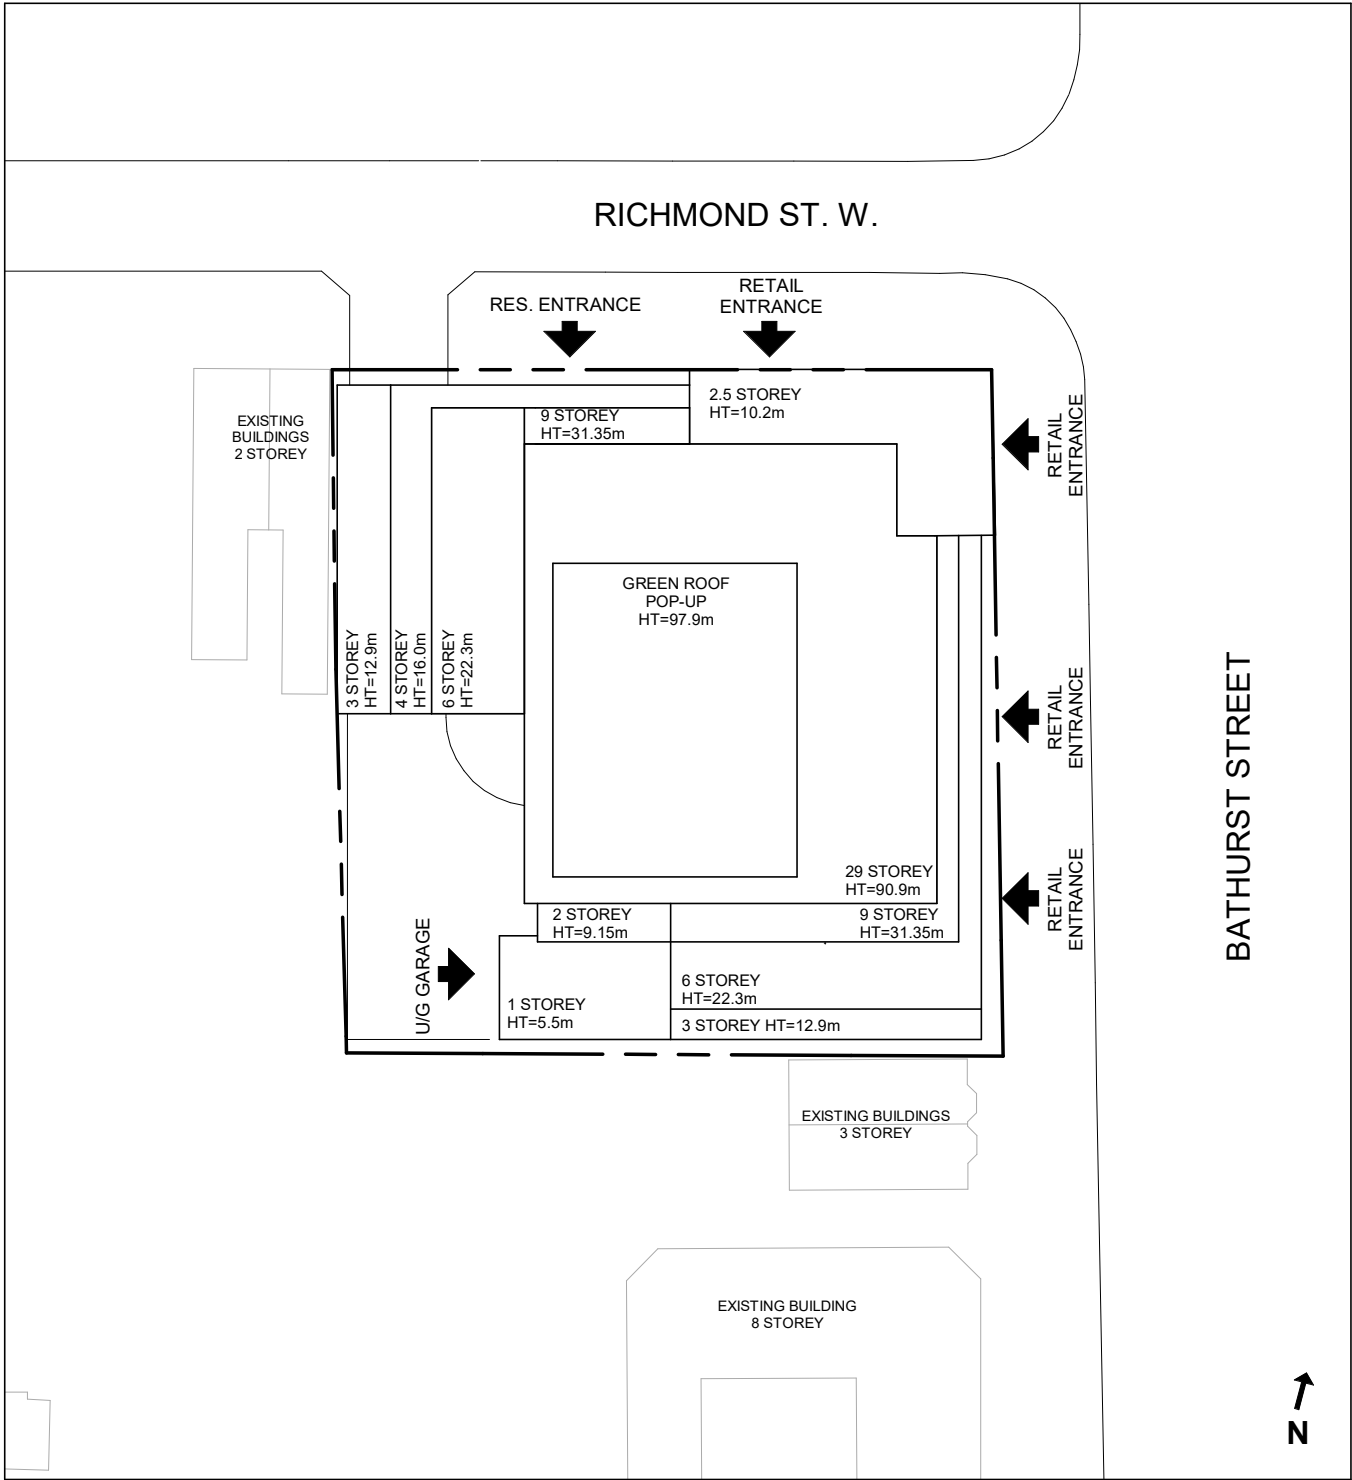 RICHMOND ST. W.
RES. ENTRANCE
RETAIL
ENTRANCE
EXISTING
BUILDINGS
2 STOREY
9 STOREY
HT=31.35m
2.5 STOREY
HT=10.2m
RETAIL
ENTRANCE
GREEN ROOF
POP-UP
HT=97.9m
3 STOREY
HT=12.9m
4 STOREY
HT=16.0m
6 STOREY
HT=22.3m
RETAIL
ENTRANCE
BATHURST STREET
29 STOREY
HT=90.9m
RETAIL
ENTRANCE
2 STOREY
HT=9.15m
9 STOREY
HT=31.35m
U/G GARAGE
1 STOREY
HT=5.5m
6 STOREY
HT=22.3m
3 STOREY HT=12.9m
EXISTING BUILDINGS
3 STOREY
EXISTING BUILDING
8 STOREY
N